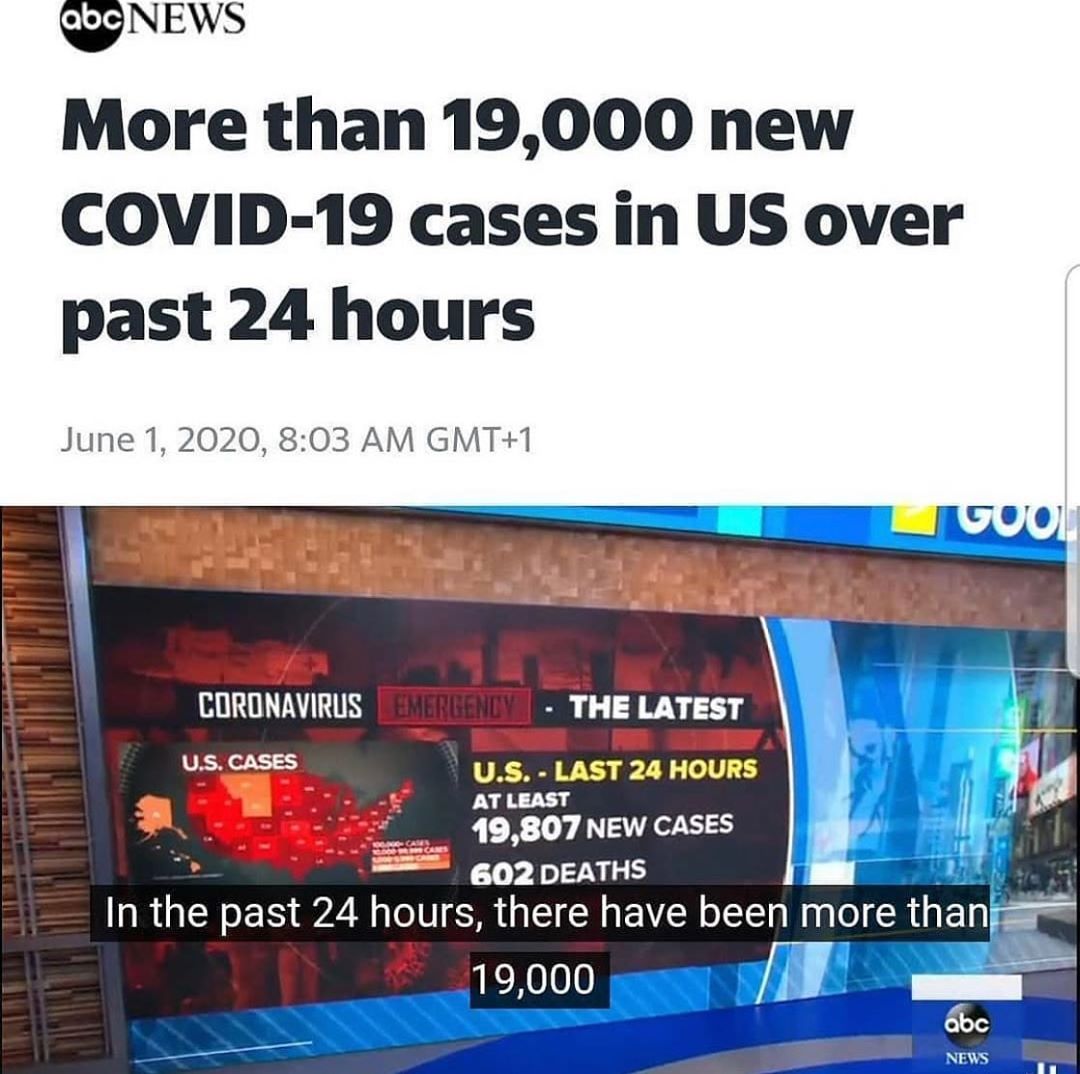 abc NEWS
More than 19,000 new
COVID-19 cases in US over
past 24 hours
June 1, 2020, 8:03 AM GMT+1
GOO
CORONAVIRUS EMERGENCY · THE LATEST
U.S. CASES
U.S. - LAST 24 HOURS
AT LEAST
19,807 NEW CASES
602 DEATHS
In the past 24 hours, there have been more than
19,000
abc
NEWS